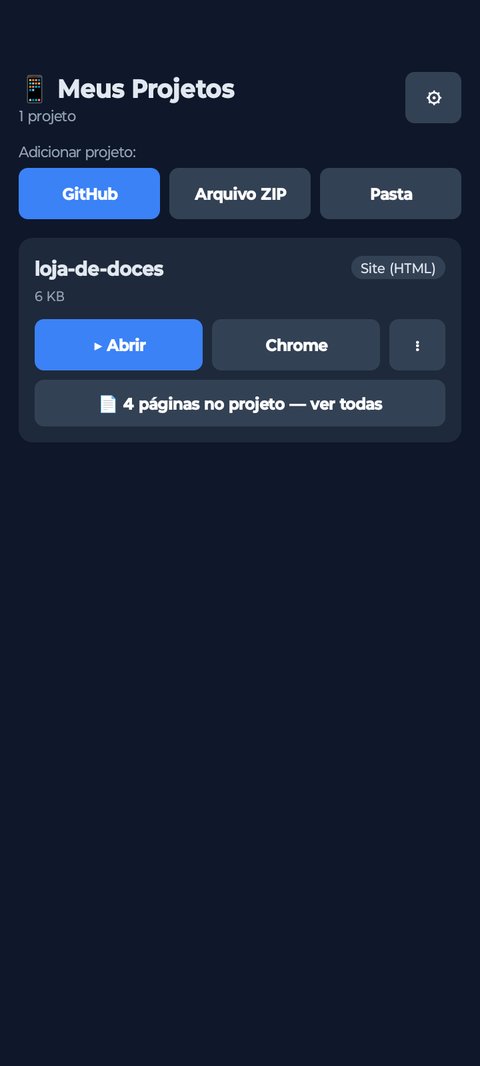 📱 Meus Projetos
1 projeto
Adicionar projeto:
GitHub
Arquivo ZIP
Pasta
loja-de-doces
Site (HTML)
6 KB
▶ Abrir
Chrome
📄 4 páginas no projeto — ver todas